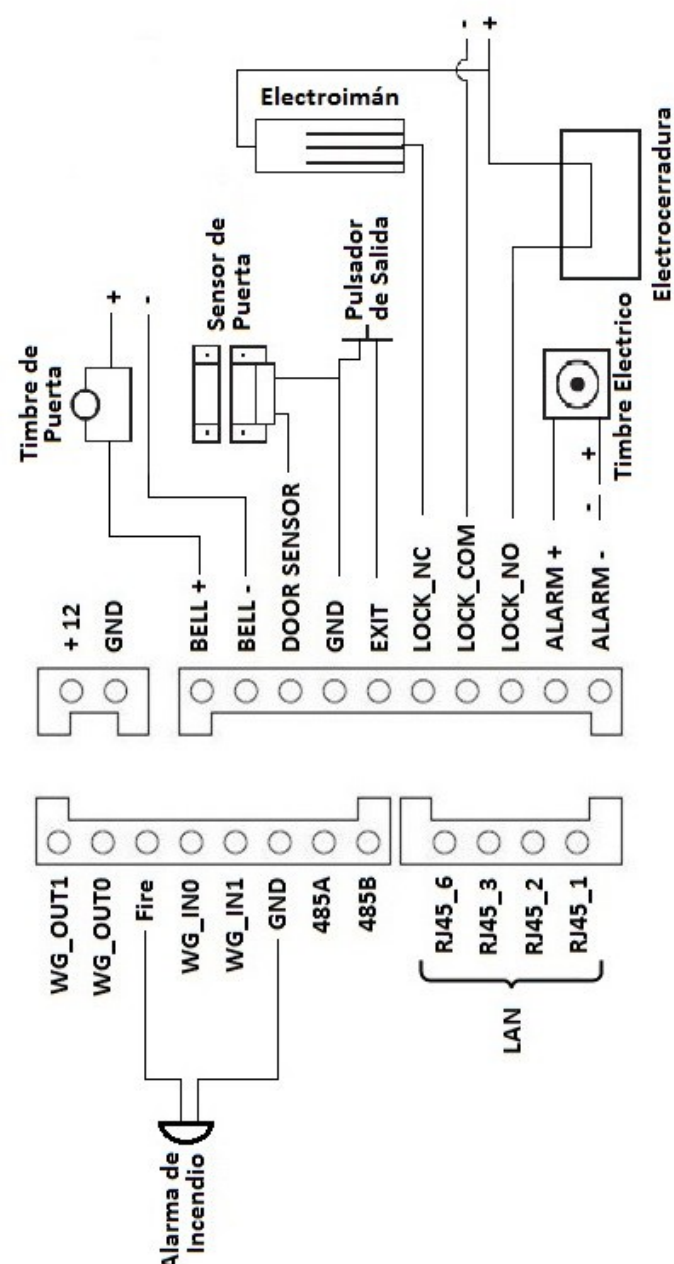 -
+
Electroimán
Electrocerradura
Sensor de
Puerta
Pulsador
de Salida
+
-
Timbre de
Puerta
Timbre Electrico
+
-
+ 12
GND
BELL +
BELL -
DOOR SENSOR
GND
EXIT
LOCK_NC
LOCK_COM
LOCK_NO
ALARM +
ALARM -
WG_OUT1
WG_OUT0
Fire
WG_IN0
WG_IN1
GND
485A
485B
RJ45_6
RJ45_3
RJ45_2
RJ45_1
LAN
Alarma de
Incendio